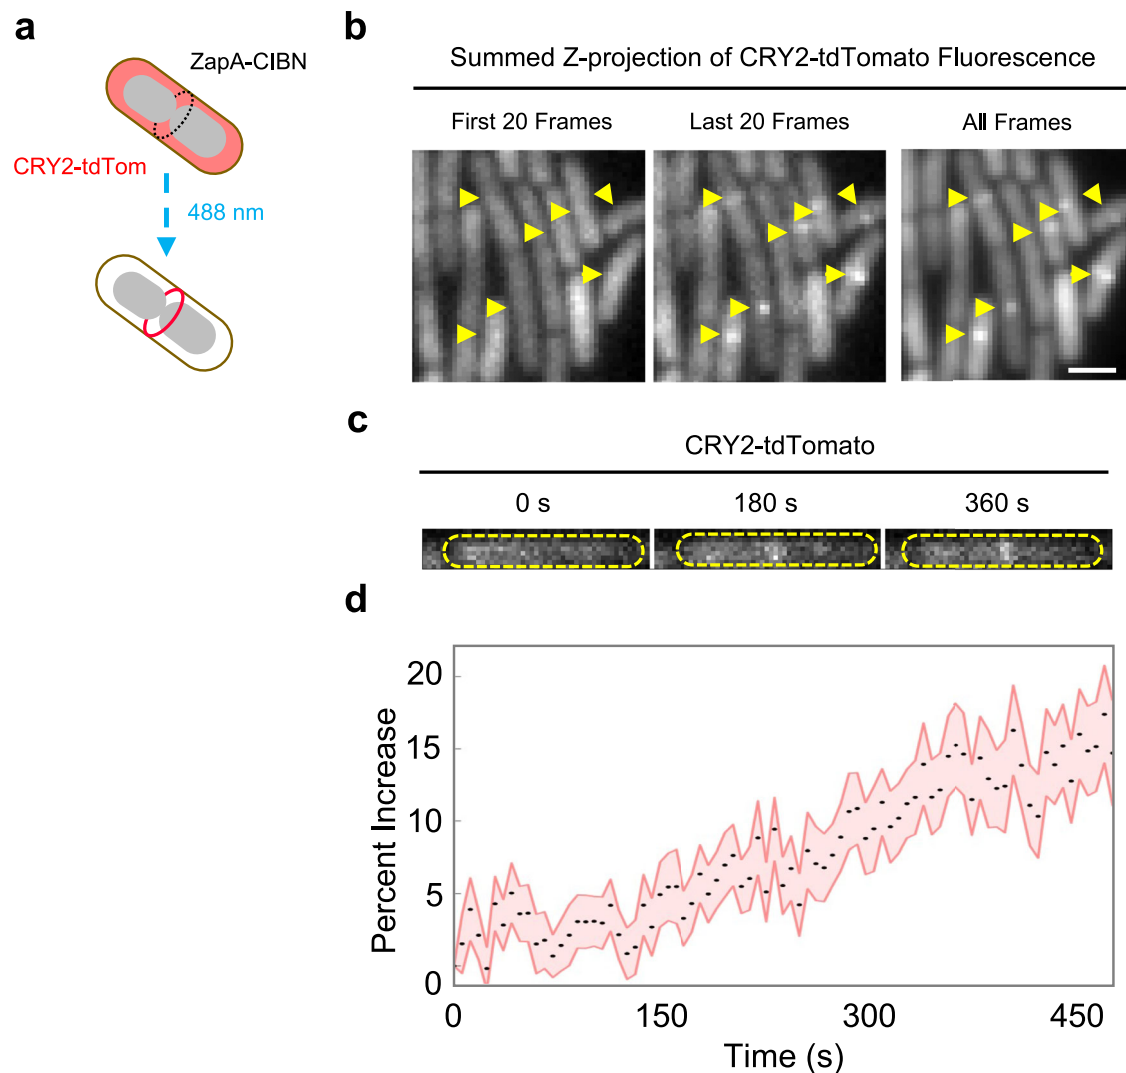 a
ZapA-CIBN
CRY2-tdTom
488 nm
b
Summed Z-projection of CRY2-tdTomato Fluorescence
First 20 Frames
Last 20 Frames
All Frames
c
CRY2-tdTomato
0 s
180 s
360 s
d
Percent Increase
20
15
10
5
0
0
150
300
450
Time (s)